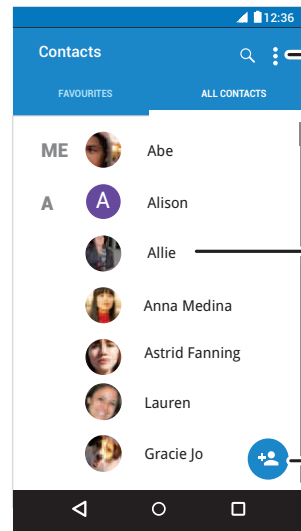 12:36
Contacts
FAVOURITES ALL CONTACTS
ME Abe
A A Alison
Allie
Anna Medina
Astrid Fanning
Lauren
Gracie Jo